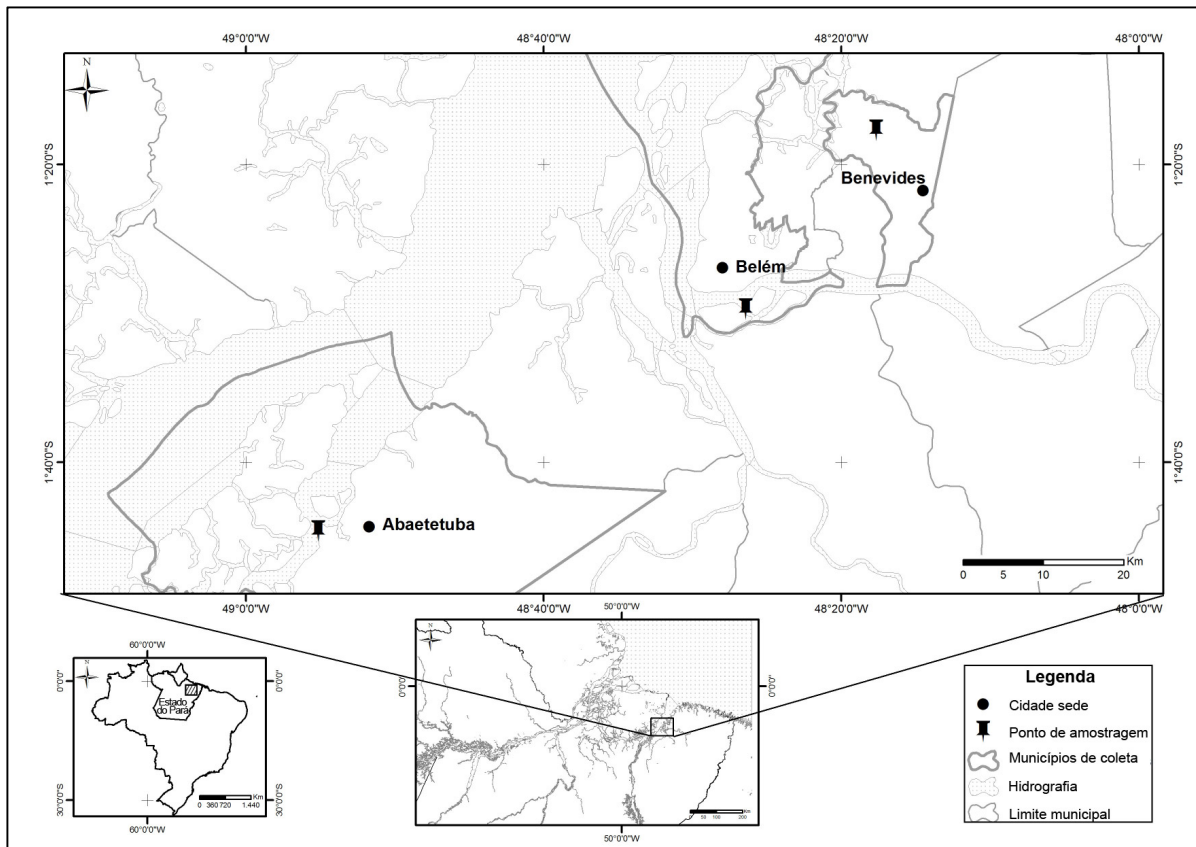 49°0'0"W
48°40'0"W
48°20'0"W
48°0'0"W
N
1°20'0"S
1°20'0"S
Benevides
Belém
1°40'0"S
1°40'0"S
Abaetetuba
Km
0 5 10 20
49°0'0"W
48°40'0"W
50°0'0"W
48°20'0"W
48°0'0"W
60°0'0"W
N
0°0'0"
0°0'0"
Estado
do Pará
Km
0 360 720 1.440
30°0'0"S
30°0'0"S
60°0'0"W
N
0°0'0"
0°0'0"
Km
0 50 100 200
50°0'0"W
Legenda
Cidade sede
Ponto de amostragem
Municípios de coleta
Hidrografia
Limite municipal